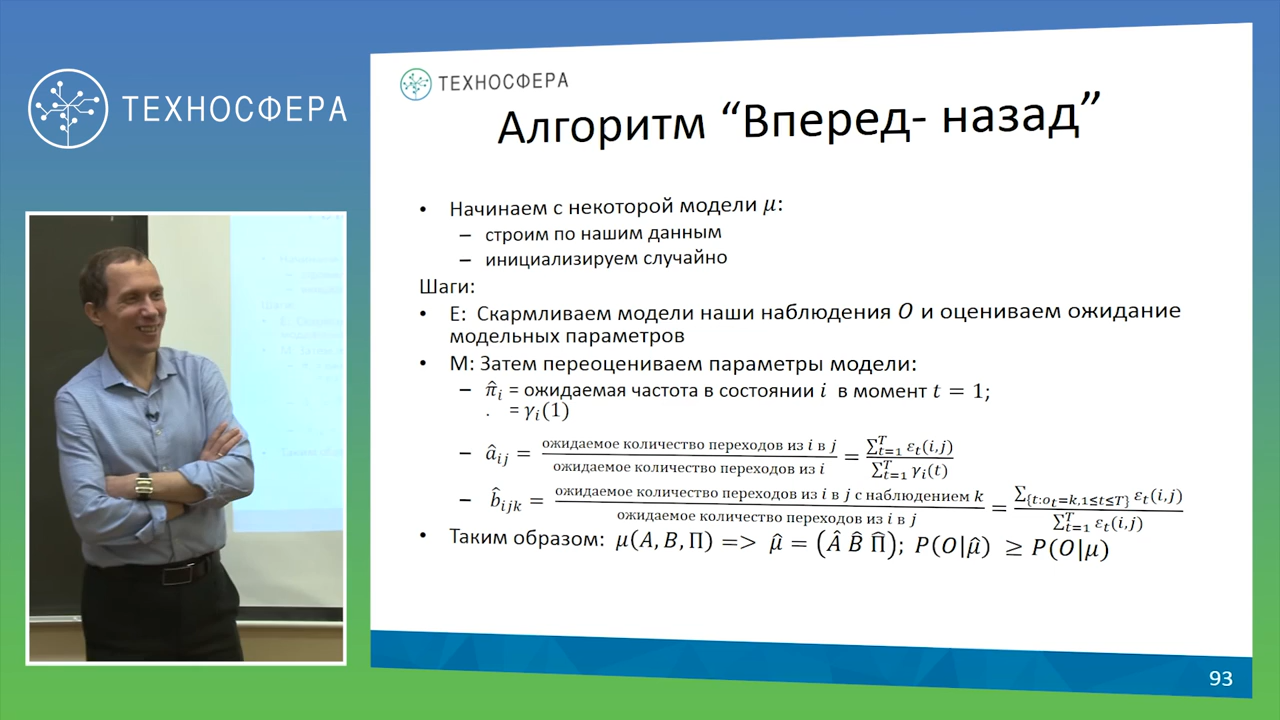 ТЕХНОСФЕРА
ТЕХНОСФЕРА
Алгоритм “Вперед- назад”
• Начинаем с некоторой модели μ:
– строим по нашим данным
– инициализируем случайно
Шаги:
• E: Скармливаем модели наши наблюдения O и оцениваем ожидание
модельных параметров
• M: Затем переоцениваем параметры модели:
– π̂ᵢ = ожидаемая частота в состоянии i в момент t = 1;
. = γᵢ(1)
– âᵢⱼ = ожидаемое количество переходов из i в j / ожидаемое количество переходов из i = ∑ᵀₜ₌₁ εₜ(i,j) / ∑ᵀₜ₌₁ γᵢ(t)
– b̂ᵢⱼₖ = ожидаемое количество переходов из i в j с наблюдением k / ожидаемое количество переходов из i в j = ∑{t:oₜ=k,1≤t≤T} εₜ(i,j) / ∑ᵀₜ₌₁ εₜ(i,j)
• Таким образом: μ(A, B, Π) => μ̂ = (Â B̂ Π̂); P(O|μ̂) ≥ P(O|μ)
93